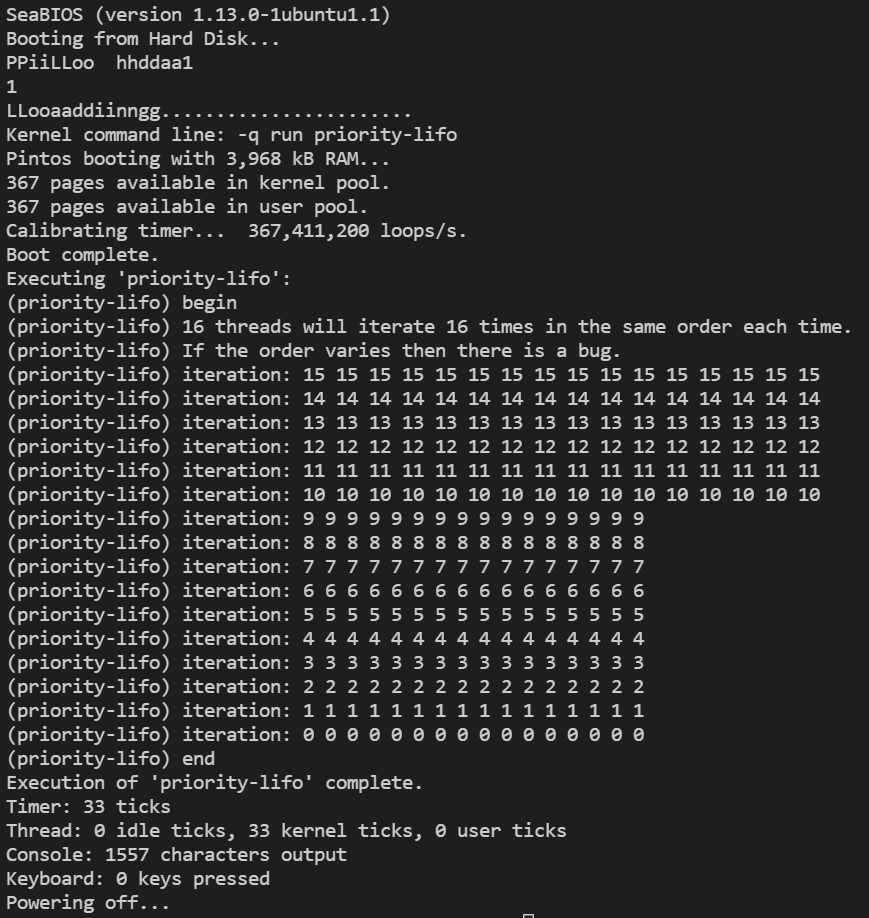 SeaBIOS (version 1.13.0-1ubuntu1.1)
Booting from Hard Disk...
PPiiLLoo  hhddaa1
1
LLooaaddiinngg.......................
Kernel command line: -q run priority-lifo
Pintos booting with 3,968 kB RAM...
367 pages available in kernel pool.
367 pages available in user pool.
Calibrating timer...  367,411,200 loops/s.
Boot complete.
Executing 'priority-lifo':
(priority-lifo) begin
(priority-lifo) 16 threads will iterate 16 times in the same order each time.
(priority-lifo) If the order varies then there is a bug.
(priority-lifo) iteration: 15 15 15 15 15 15 15 15 15 15 15 15 15 15 15 15
(priority-lifo) iteration: 14 14 14 14 14 14 14 14 14 14 14 14 14 14 14 14
(priority-lifo) iteration: 13 13 13 13 13 13 13 13 13 13 13 13 13 13 13 13
(priority-lifo) iteration: 12 12 12 12 12 12 12 12 12 12 12 12 12 12 12 12
(priority-lifo) iteration: 11 11 11 11 11 11 11 11 11 11 11 11 11 11 11 11
(priority-lifo) iteration: 10 10 10 10 10 10 10 10 10 10 10 10 10 10 10 10
(priority-lifo) iteration: 9 9 9 9 9 9 9 9 9 9 9 9 9 9 9 9
(priority-lifo) iteration: 8 8 8 8 8 8 8 8 8 8 8 8 8 8 8 8
(priority-lifo) iteration: 7 7 7 7 7 7 7 7 7 7 7 7 7 7 7 7
(priority-lifo) iteration: 6 6 6 6 6 6 6 6 6 6 6 6 6 6 6 6
(priority-lifo) iteration: 5 5 5 5 5 5 5 5 5 5 5 5 5 5 5 5
(priority-lifo) iteration: 4 4 4 4 4 4 4 4 4 4 4 4 4 4 4 4
(priority-lifo) iteration: 3 3 3 3 3 3 3 3 3 3 3 3 3 3 3 3
(priority-lifo) iteration: 2 2 2 2 2 2 2 2 2 2 2 2 2 2 2 2
(priority-lifo) iteration: 1 1 1 1 1 1 1 1 1 1 1 1 1 1 1 1
(priority-lifo) iteration: 0 0 0 0 0 0 0 0 0 0 0 0 0 0 0 0
(priority-lifo) end
Execution of 'priority-lifo' complete.
Timer: 33 ticks
Thread: 0 idle ticks, 33 kernel ticks, 0 user ticks
Console: 1557 characters output
Keyboard: 0 keys pressed
Powering off...